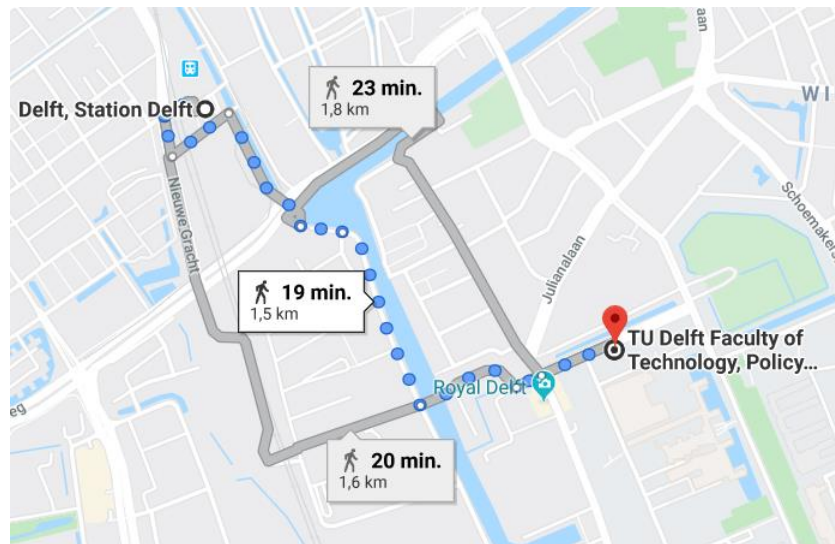 laan
23 min.
1,8 km
W I
Delft, Station Delft
Nieuwe Gracht
Schoemakers
Julianalaan
19 min.
1,5 km
TU Delft Faculty of
Technology, Policy...
Royal Delft
eg
20 min.
1,6 km